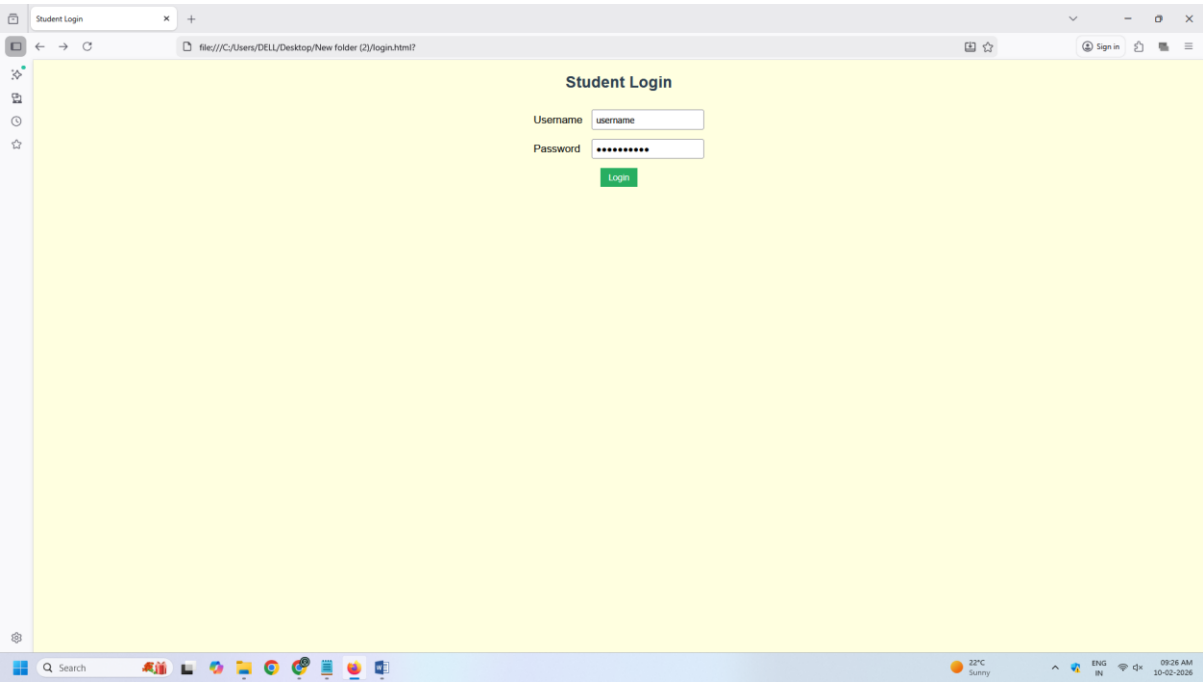 Student Login
file:///C:/Users/DELL/Desktop/New folder (2)/login.html?
Sign in
Student Login
Username username
Password ••••••••••
Login
Search
22°C
Sunny
ENG
IN
09:26 AM
10-02-2026